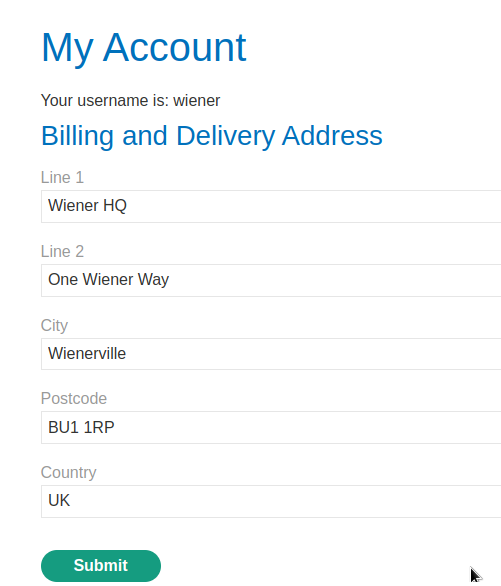 My Account
Your username is: wiener
Billing and Delivery Address
Line 1
Wiener HQ
Line 2
One Wiener Way
City
Wienerville
Postcode
BU1 1RP
Country
UK
Submit